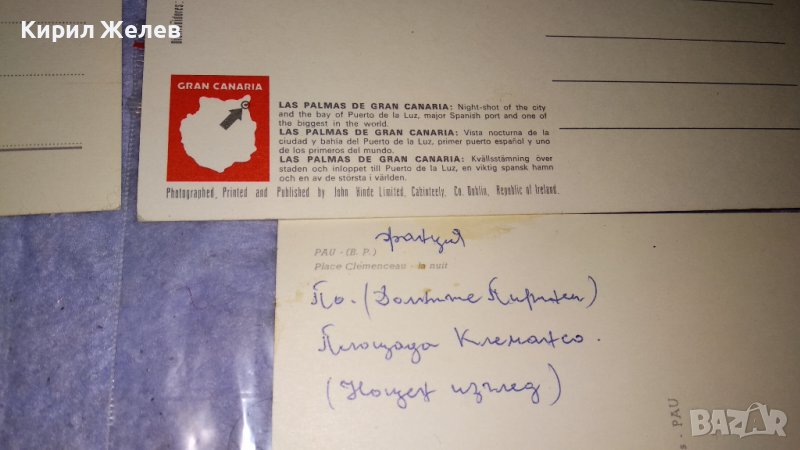 Кирил Желев
GRAN CANARIA
LAS PALMAS DE GRAN CANARIA: Night-shot of the city
and the bay of Puerto de la Luz, major Spanish port and one of
the biggest in the world.
LAS PALMAS DE GRAN CANARIA: Vista nocturna de la
ciudad y bahía del Puerto de la Luz, primer puerto español y uno
de los primeros del mundo.
LAS PALMAS DE GRAN CANARIA: Kvällsstämning över
staden och inloppet till Puerto de la Luz, en viktig spansk hamn
och en av de största i världen.
Photographed, Printed and Published by John Hinde Limited, Cabinteely, Co. Dublin, Republic of Ireland.
франция
PAU - (B. P.)
Place Clémenceau - la nuit
По. (Долните Пиринеи)
Площада Клемансо.
(Нощен изглед)
- PAU
BAZAR
bg